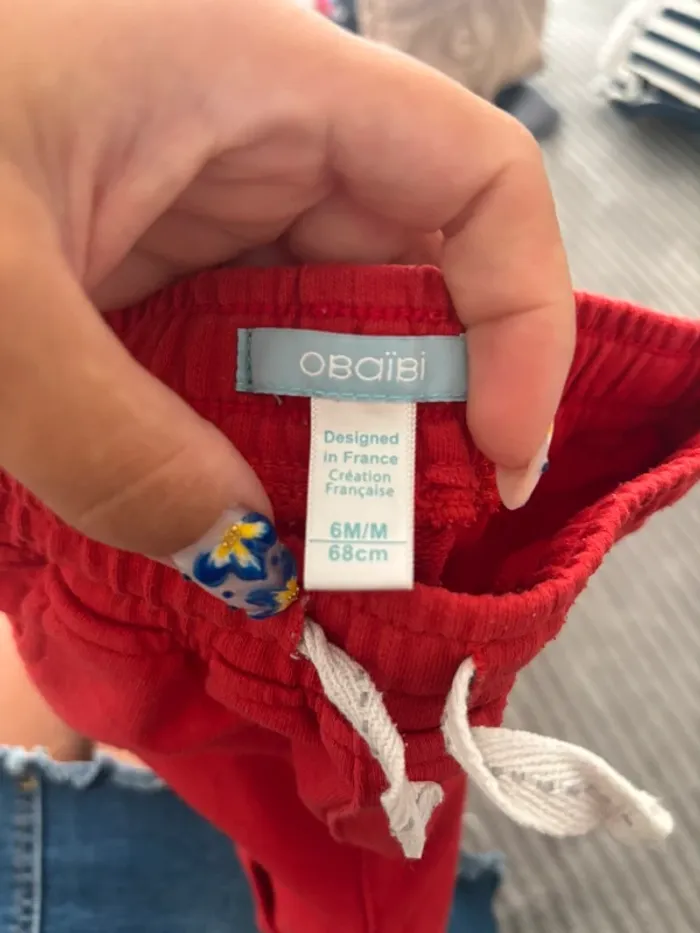 OBaïBi
Designed
in France
Création
Française
6M/M
68cm